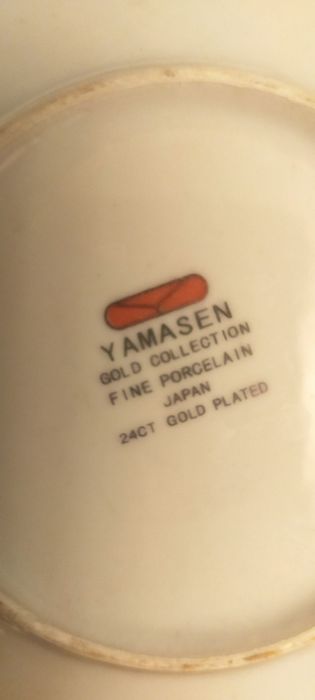 YAMASEN
GOLD COLLECTION
FINE PORCELAIN
JAPAN
24CT GOLD PLATED